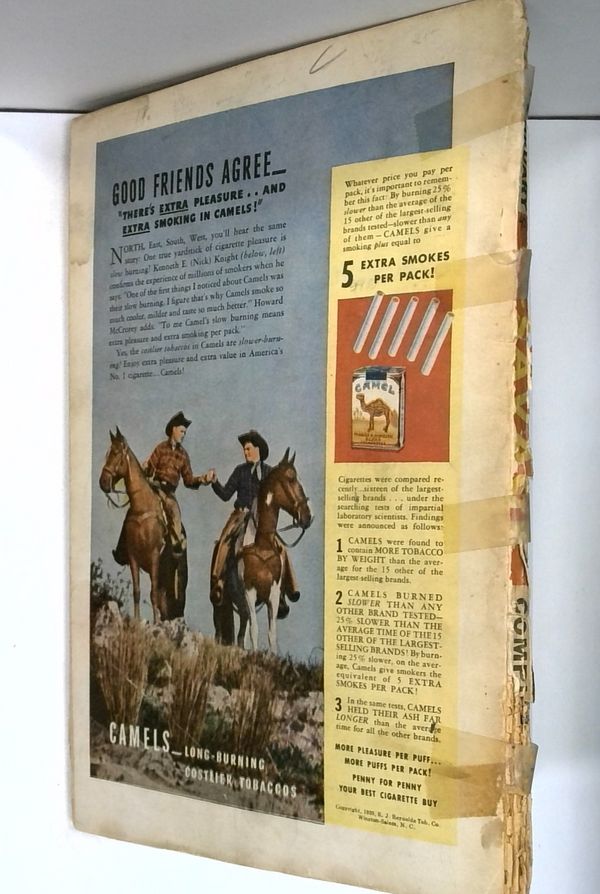 GOOD FRIENDS AGREE—
"THERE'S EXTRA PLEASURE . . AND
EXTRA SMOKING IN CAMELS!"
NORTH, East, South, West, you'll hear the same
story: One true yardstick of cigarette pleasure is
slow burning! Kenneth E. (Nick) Knight (below, left)
confirms the experience of millions of smokers when he
says: "One of the first things I noticed about Camels was
their slow burning. I figure that's why Camels smoke so
much cooler, milder and taste so much better." Howard
McCrorey adds: "To me Camel's slow burning means
extra pleasure and extra smoking per pack."
Yes, the costlier tobaccos in Camels are slower-burn-
ing! Enjoy extra pleasure and extra value in America's
No. 1 cigarette... Camels!
CAMELS—LONG-BURNING
COSTLIER TOBACCOS
Whatever price you pay per
pack, it's important to remem-
ber this fact: By burning 25%
slower than the average of the
15 other of the largest-selling
brands tested—slower than any
of them—CAMELS give a
smoking plus equal to
5 EXTRA SMOKES
PER PACK!
CAMEL
Cigarettes were compared re-
cently...sixteen of the largest-
selling brands . . . under the
searching tests of impartial
laboratory scientists. Findings
were announced as follows:
1 CAMELS were found to
contain MORE TOBACCO
BY WEIGHT than the aver-
age for the 15 other of the
largest-selling brands.
2 CAMELS BURNED
SLOWER THAN ANY
OTHER BRAND TESTED—
25% SLOWER THAN THE
AVERAGE TIME OF THE 15
OTHER OF THE LARGEST-
SELLING BRANDS! By burn-
ing 25% slower, on the aver-
age, Camels give smokers the
equivalent of 5 EXTRA
SMOKES PER PACK!
3 In the same tests, CAMELS
HELD THEIR ASH FAR
LONGER than the average
time for all the other brands.
MORE PLEASURE PER PUFF...
MORE PUFFS PER PACK!
PENNY FOR PENNY
YOUR BEST CIGARETTE BUY
Copyright, 1939, R. J. Reynolds Tob. Co.
Winston-Salem, N. C.